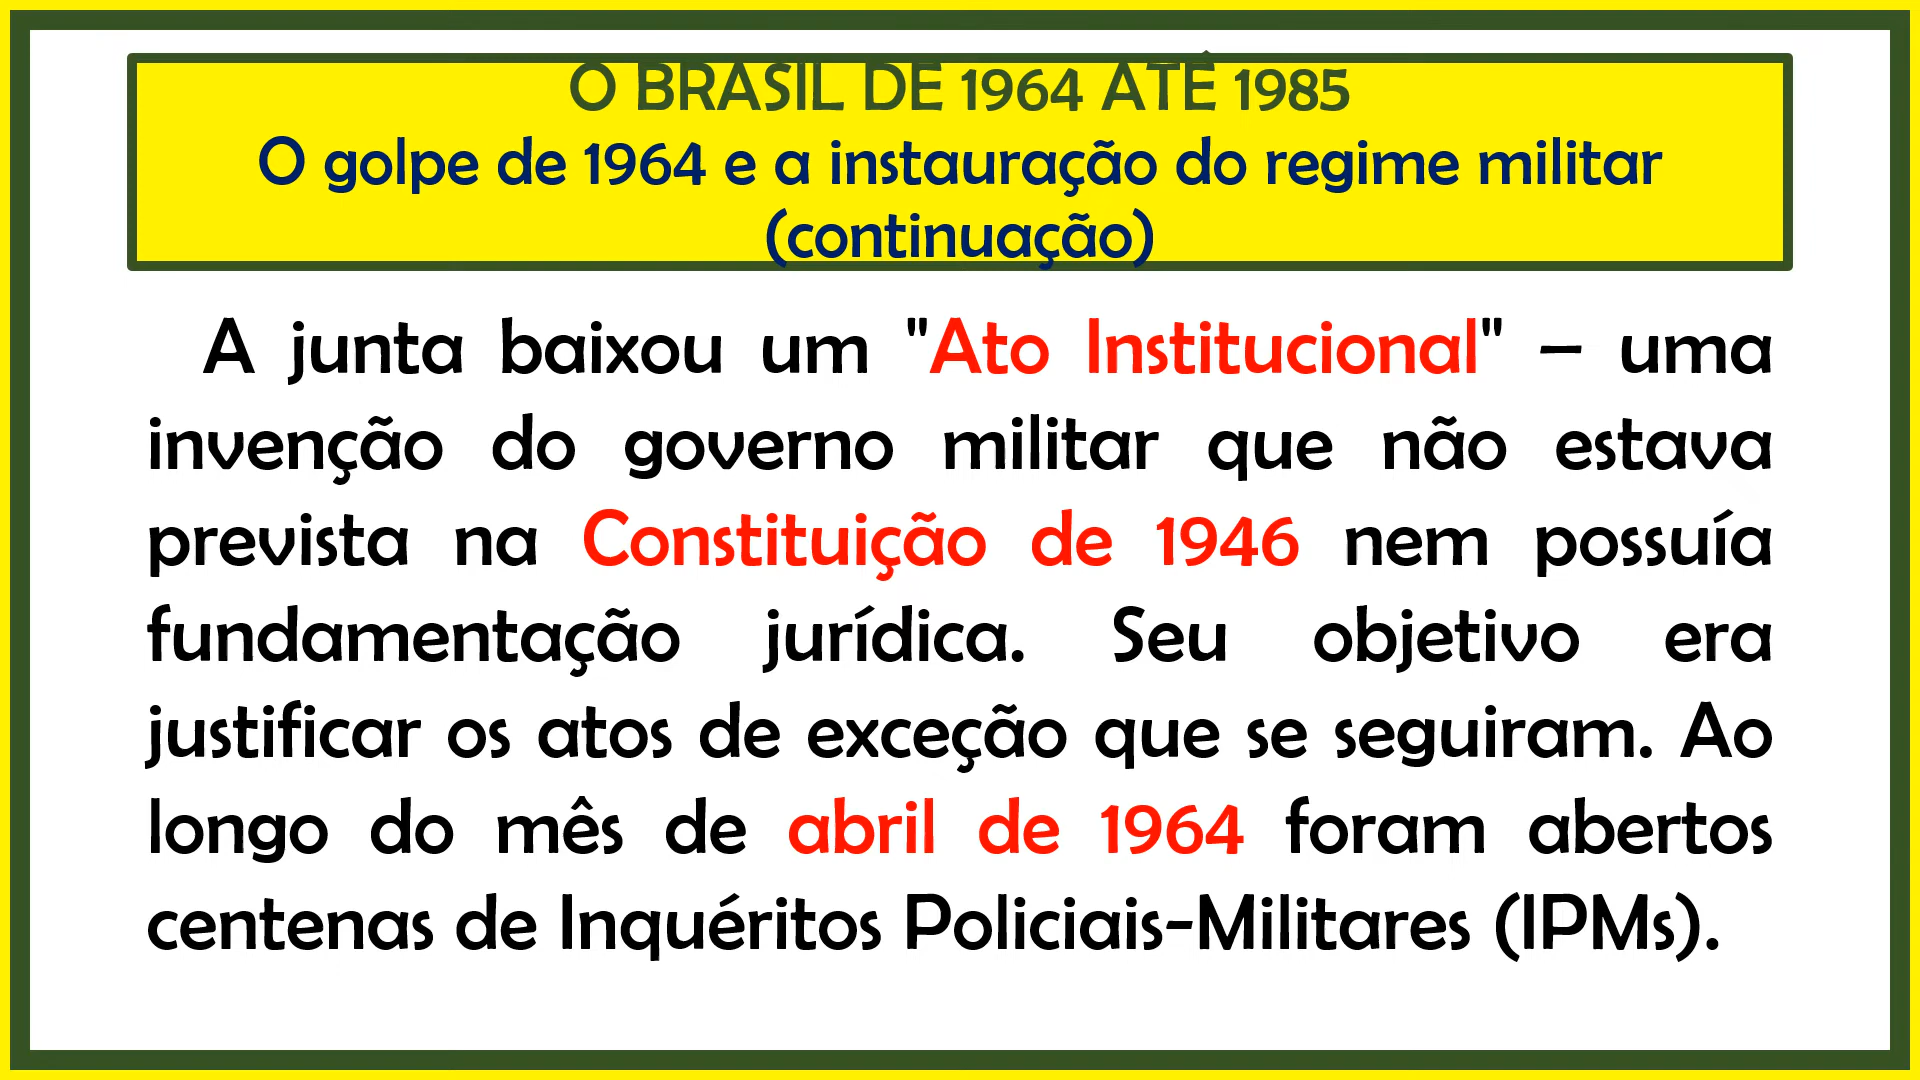 O BRASIL DE 1964 ATÉ 1985
O golpe de 1964 e a instauração do regime militar
(continuação)
A junta baixou um "Ato Institucional" – uma
invenção do governo militar que não estava
prevista na Constituição de 1946 nem possuía
fundamentação jurídica. Seu objetivo era
justificar os atos de exceção que se seguiram. Ao
longo do mês de abril de 1964 foram abertos
centenas de Inquéritos Policiais-Militares (IPMs).